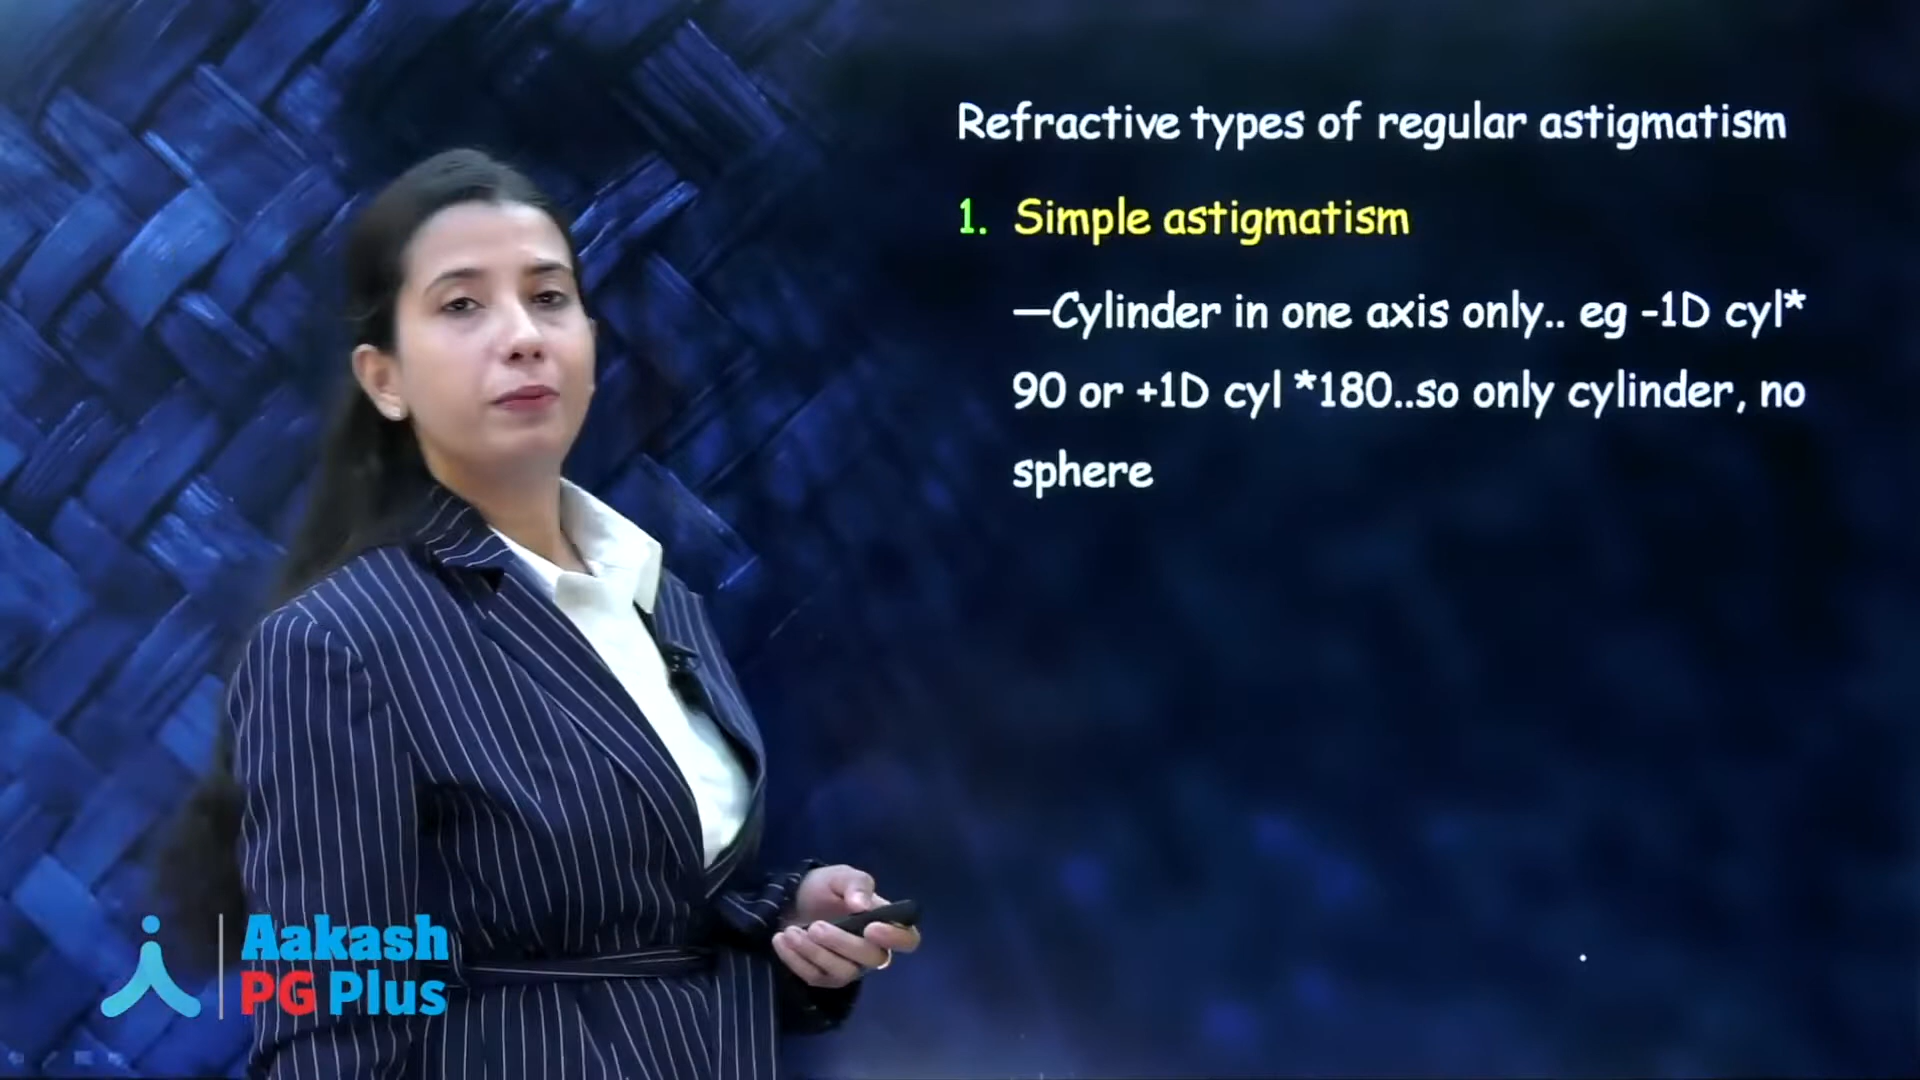 Refractive types of regular astigmatism
1. Simple astigmatism
—Cylinder in one axis only.. eg -1D cyl*
90 or +1D cyl *180..so only cylinder, no
sphere
Aakash
PG Plus